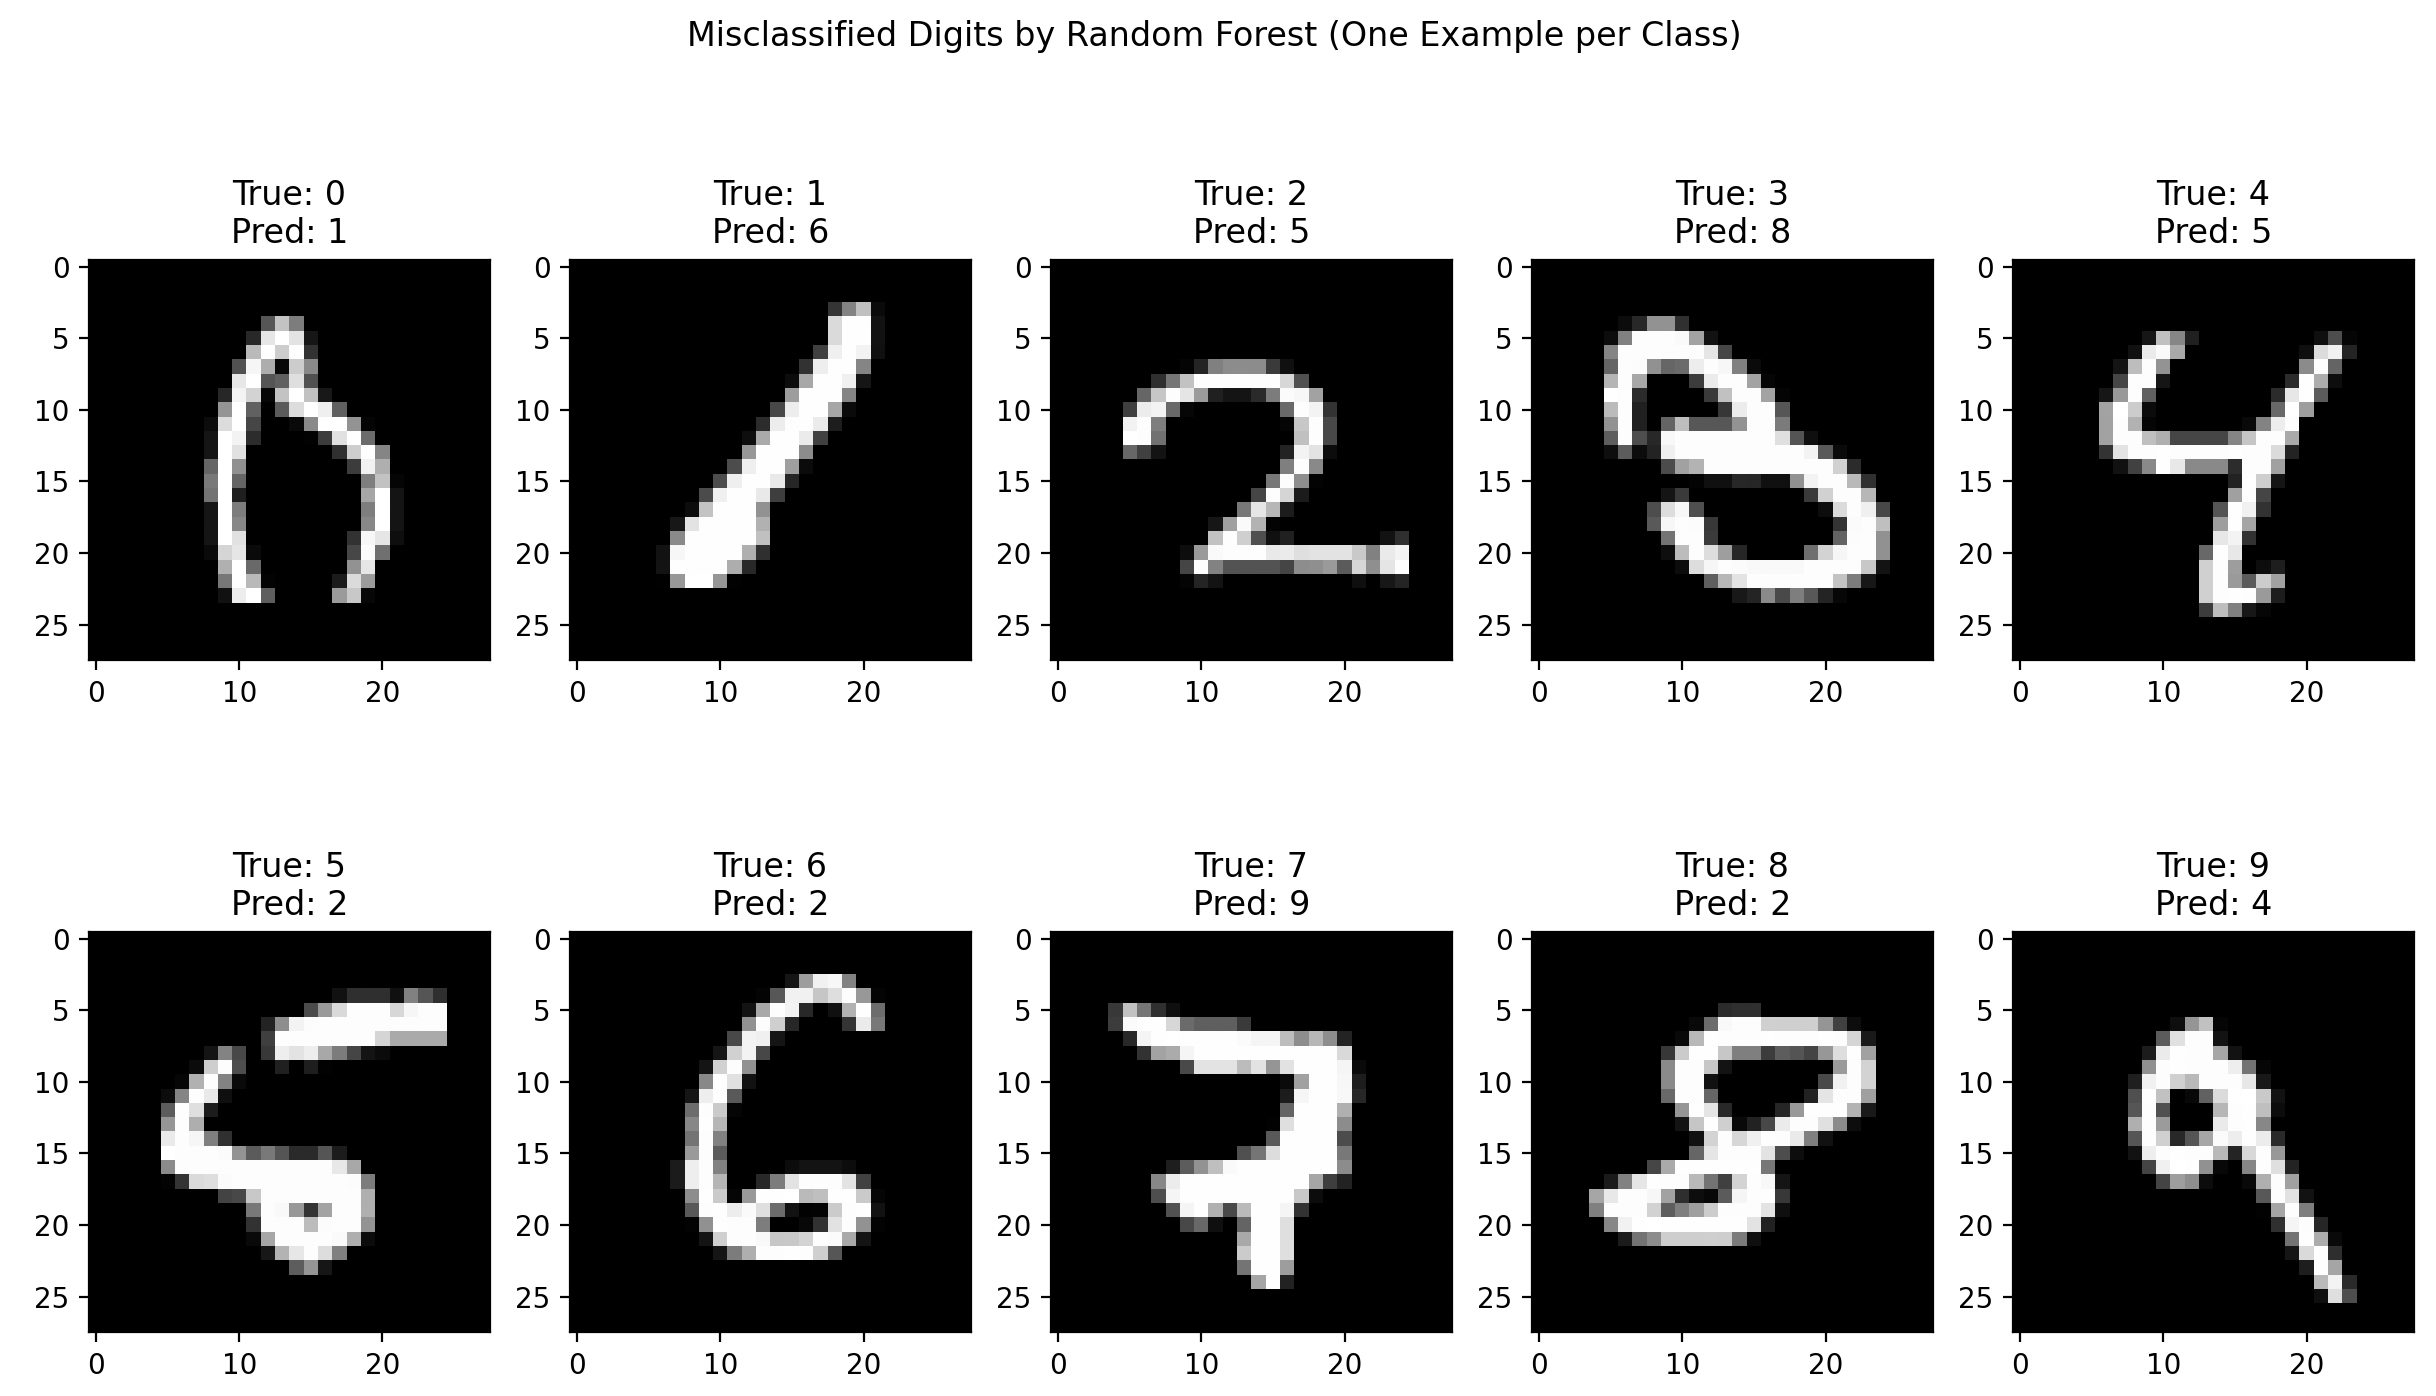 Misclassified Digits by Random Forest (One Example per Class)
True: 0 True: 1 True: 2 True: 3 True: 4
Pred: 1 Pred: 6 Pred: 5 Pred: 8 Pred: 5
0 0 0 0 0
5 5 5 5 5
10 10 10 10 10
15 15 15 15 15
20 20 20 20 20
25 25 25 25 25
0 10 20 0 10 20 0 10 20 0 10 20 0 10 20
True: 5 True: 6 True: 7 True: 8 True: 9
Pred: 2 Pred: 2 Pred: 9 Pred: 2 Pred: 4
0 0 0 0 0
5 5 5 5 5
10 10 10 10 10
15 15 15 15 15
20 20 20 20 20
25 25 25 25 25
0 10 20 0 10 20 0 10 20 0 10 20 0 10 20